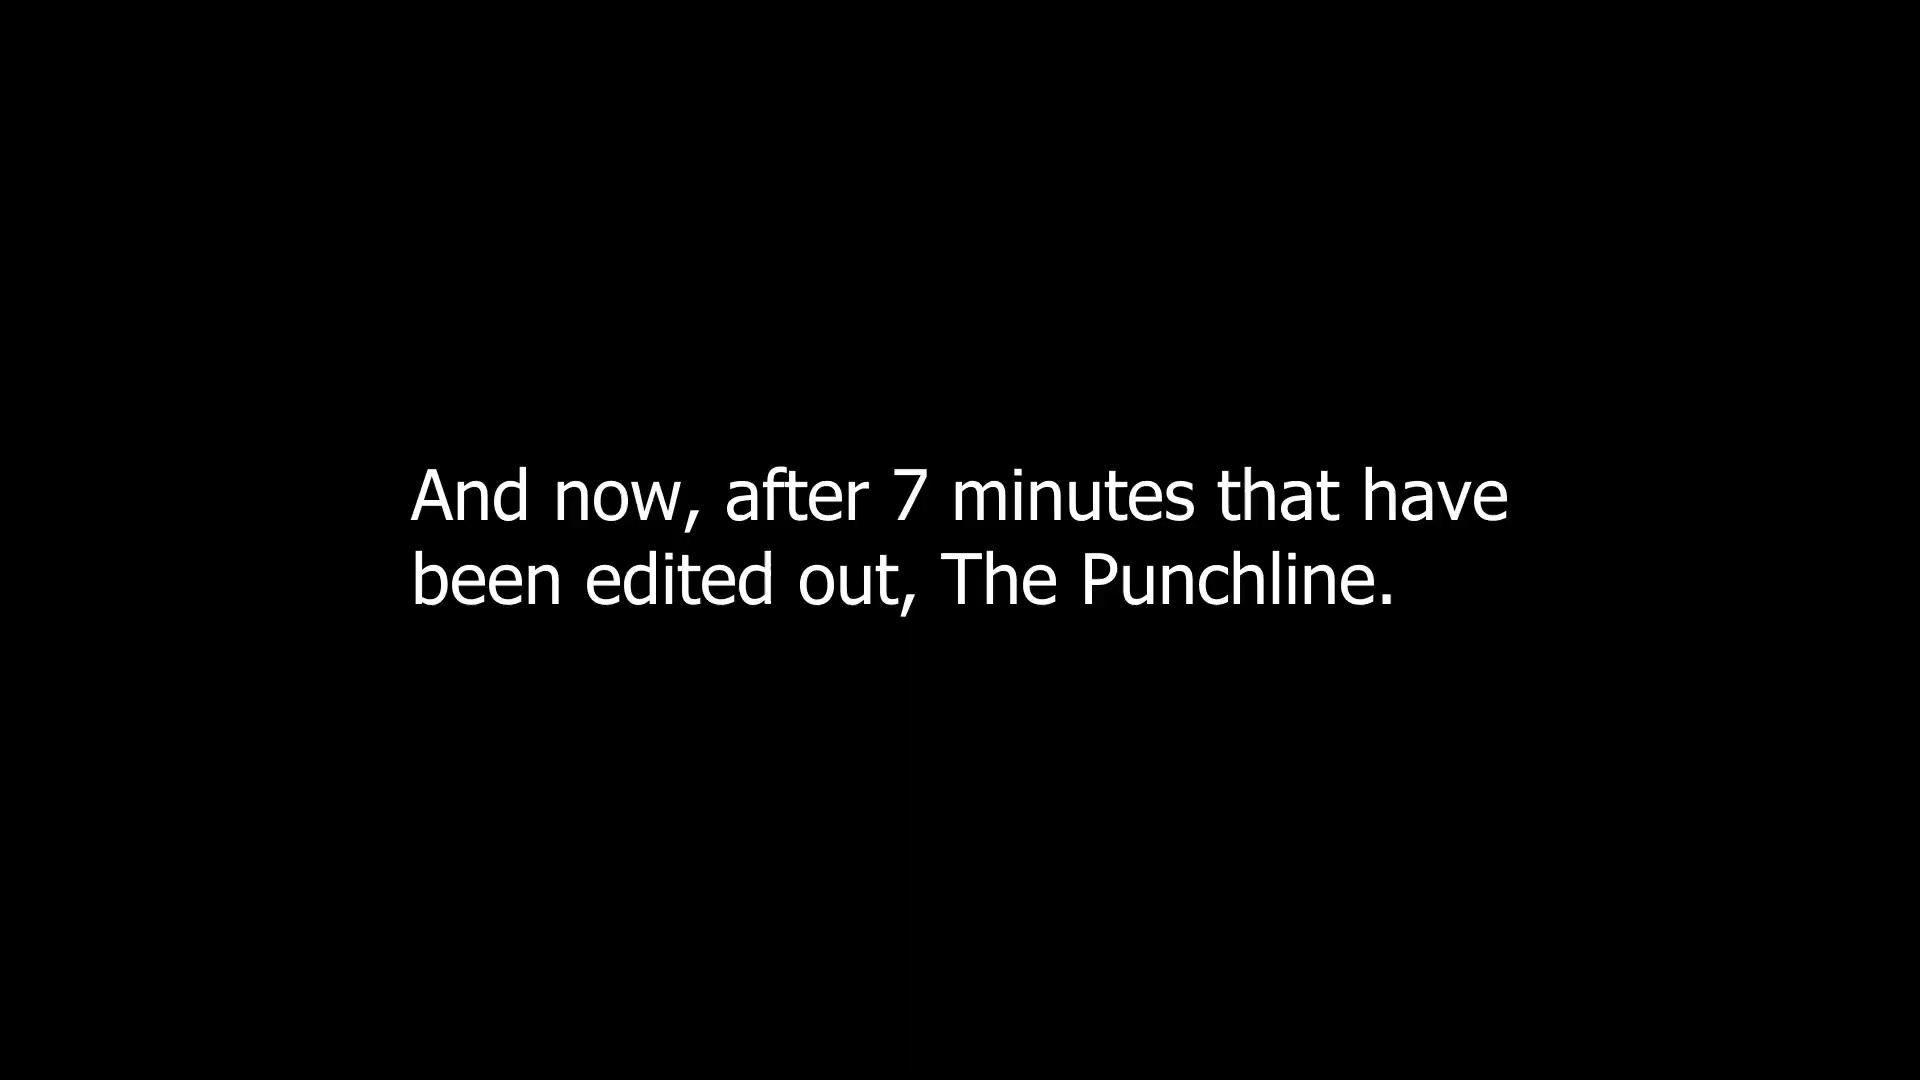 And now, after 7 minutes that have
been edited out, The Punchline.